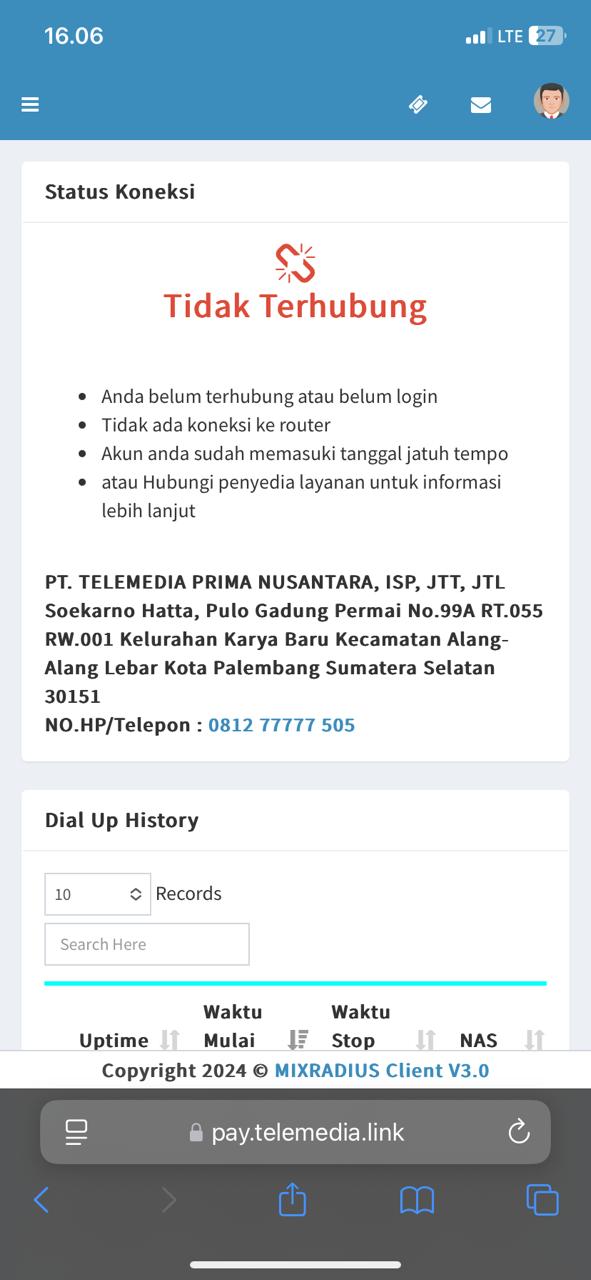 16.06
LTE 27
Status Koneksi
Tidak Terhubung
• Anda belum terhubung atau belum login
• Tidak ada koneksi ke router
• Akun anda sudah memasuki tanggal jatuh tempo
• atau Hubungi penyedia layanan untuk informasi
lebih lanjut
PT. TELEMEDIA PRIMA NUSANTARA, ISP, JTT, JTL
Soekarno Hatta, Pulo Gadung Permai No.99A RT.055
RW.001 Kelurahan Karya Baru Kecamatan Alang-
Alang Lebar Kota Palembang Sumatera Selatan
30151
NO.HP/Telepon : 0812 77777 505
Dial Up History
10 Records
Search Here
Waktu Waktu
Uptime Mulai Stop NAS
Copyright 2024 © MIXRADIUS Client V3.0
pay.telemedia.link